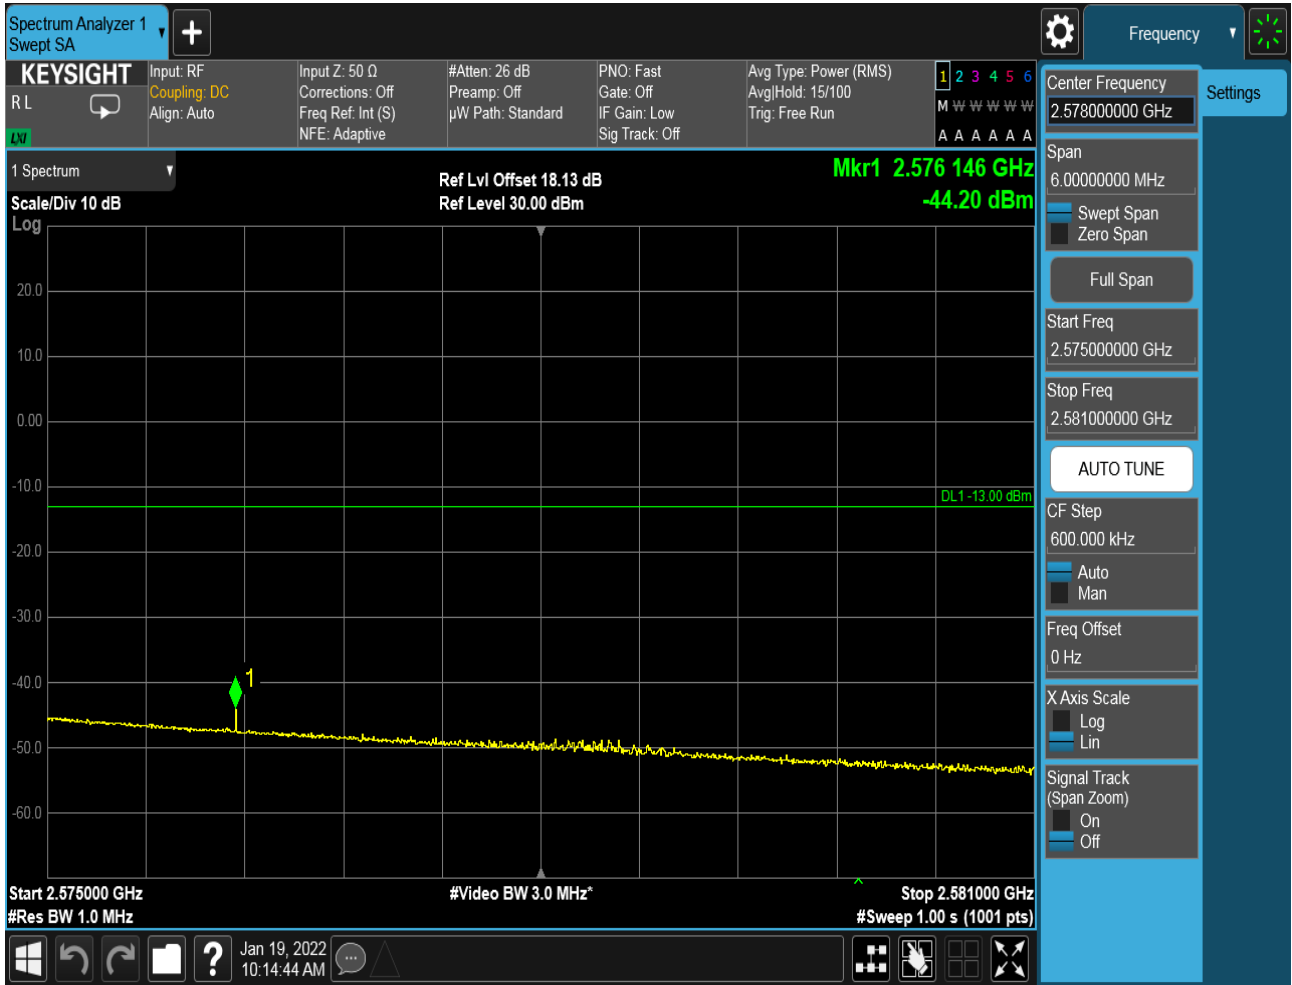 Spectrum Analyzer 1
Swept SA
Frequency
KEYSIGHT
R L
LXI
Input: RF
Coupling: DC
Align: Auto
Input Z: 50 Ω
Corrections: Off
Freq Ref: Int (S)
NFE: Adaptive
#Atten: 26 dB
Preamp: Off
µW Path: Standard
PNO: Fast
Gate: Off
IF Gain: Low
Sig Track: Off
Avg Type: Power (RMS)
Avg|Hold: 15/100
Trig: Free Run
1 2 3 4 5 6
M W W W W W
A A A A A A
1 Spectrum
Scale/Div 10 dB
Log
Ref Lvl Offset 18.13 dB
Ref Level 30.00 dBm
Mkr1 2.576 146 GHz
-44.20 dBm
20.0
10.0
0.00
-10.0
DL1 -13.00 dBm
-20.0
-30.0
-40.0
1
-50.0
-60.0
Start 2.575000 GHz
#Res BW 1.0 MHz
#Video BW 3.0 MHz*
Stop 2.581000 GHz
#Sweep 1.00 s (1001 pts)
Jan 19, 2022
10:14:44 AM
Center Frequency
2.578000000 GHz
Settings
Span
6.00000000 MHz
Swept Span
Zero Span
Full Span
Start Freq
2.575000000 GHz
Stop Freq
2.581000000 GHz
AUTO TUNE
CF Step
600.000 kHz
Auto
Man
Freq Offset
0 Hz
X Axis Scale
Log
Lin
Signal Track
(Span Zoom)
On
Off